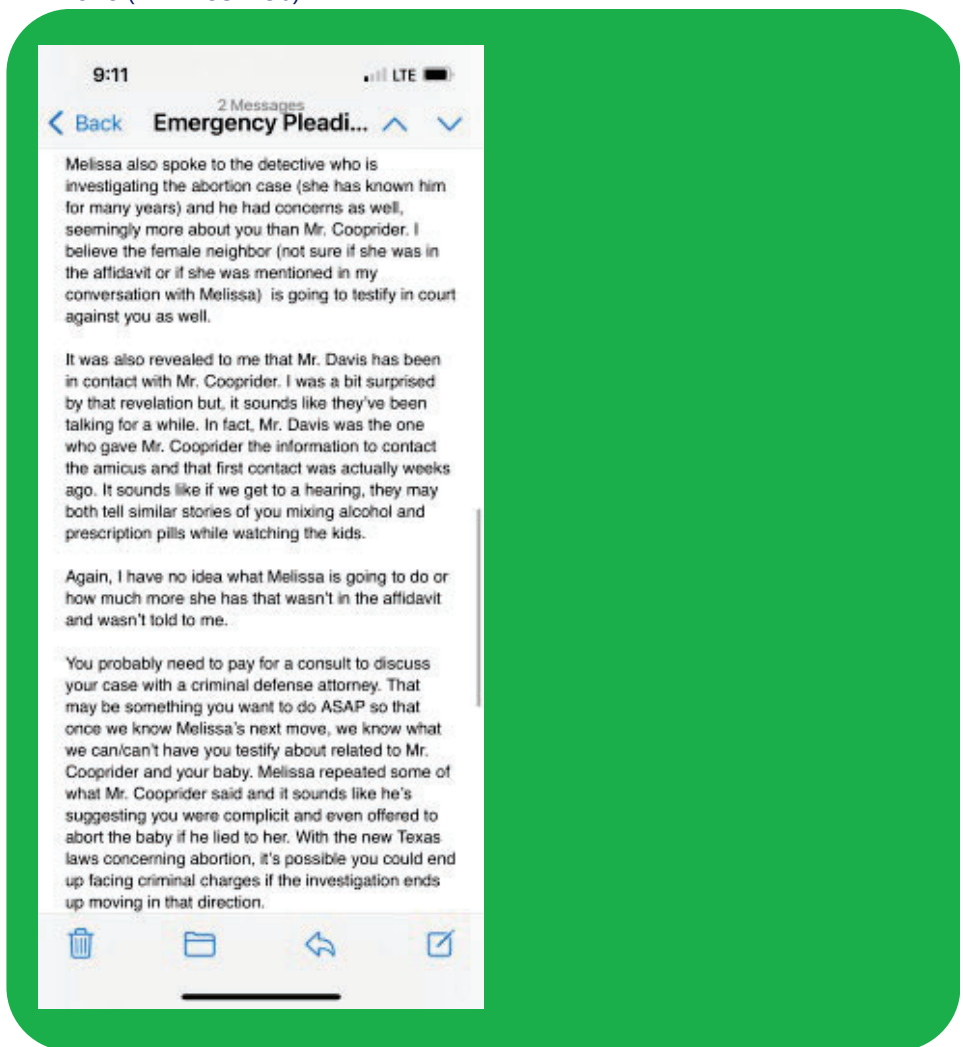 9:11
LTE
2 Messages
Back
Emergency Pleadi...
Melissa also spoke to the detective who is
investigating the abortion case (she has known him
for many years) and he had concerns as well,
seemingly more about you than Mr. Cooprider. I
believe the female neighbor (not sure if she was in
the affidavit or if she was mentioned in my
conversation with Melissa)  is going to testify in court
against you as well.
It was also revealed to me that Mr. Davis has been
in contact with Mr. Cooprider. I was a bit surprised
by that revelation but, it sounds like they've been
talking for a while. In fact, Mr. Davis was the one
who gave Mr. Cooprider the information to contact
the amicus and that first contact was actually weeks
ago. It sounds like if we get to a hearing, they may
both tell similar stories of you mixing alcohol and
prescription pills while watching the kids.
Again, I have no idea what Melissa is going to do or
how much more she has that wasn't in the affidavit
and wasn't told to me.
You probably need to pay for a consult to discuss
your case with a criminal defense attorney. That
may be something you want to do ASAP so that
once we know Melissa's next move, we know what
we can/can't have you testify about related to Mr.
Cooprider and your baby. Melissa repeated some of
what Mr. Cooprider said and it sounds like he's
suggesting you were complicit and even offered to
abort the baby if he lied to her. With the new Texas
laws concerning abortion, it's possible you could end
up facing criminal charges if the investigation ends
up moving in that direction.